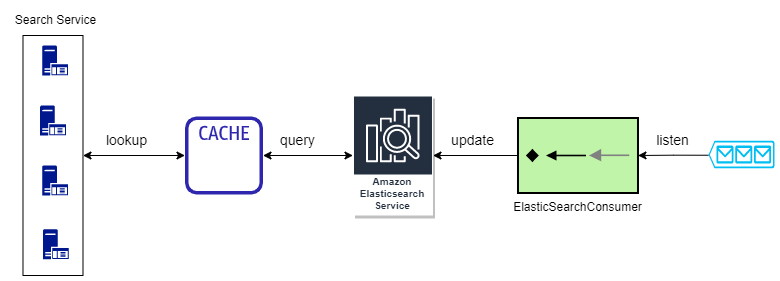 Search Service
lookup
CACHE
query
Amazon
Elasticsearch
Service
update
ElasticSearchConsumer
listen